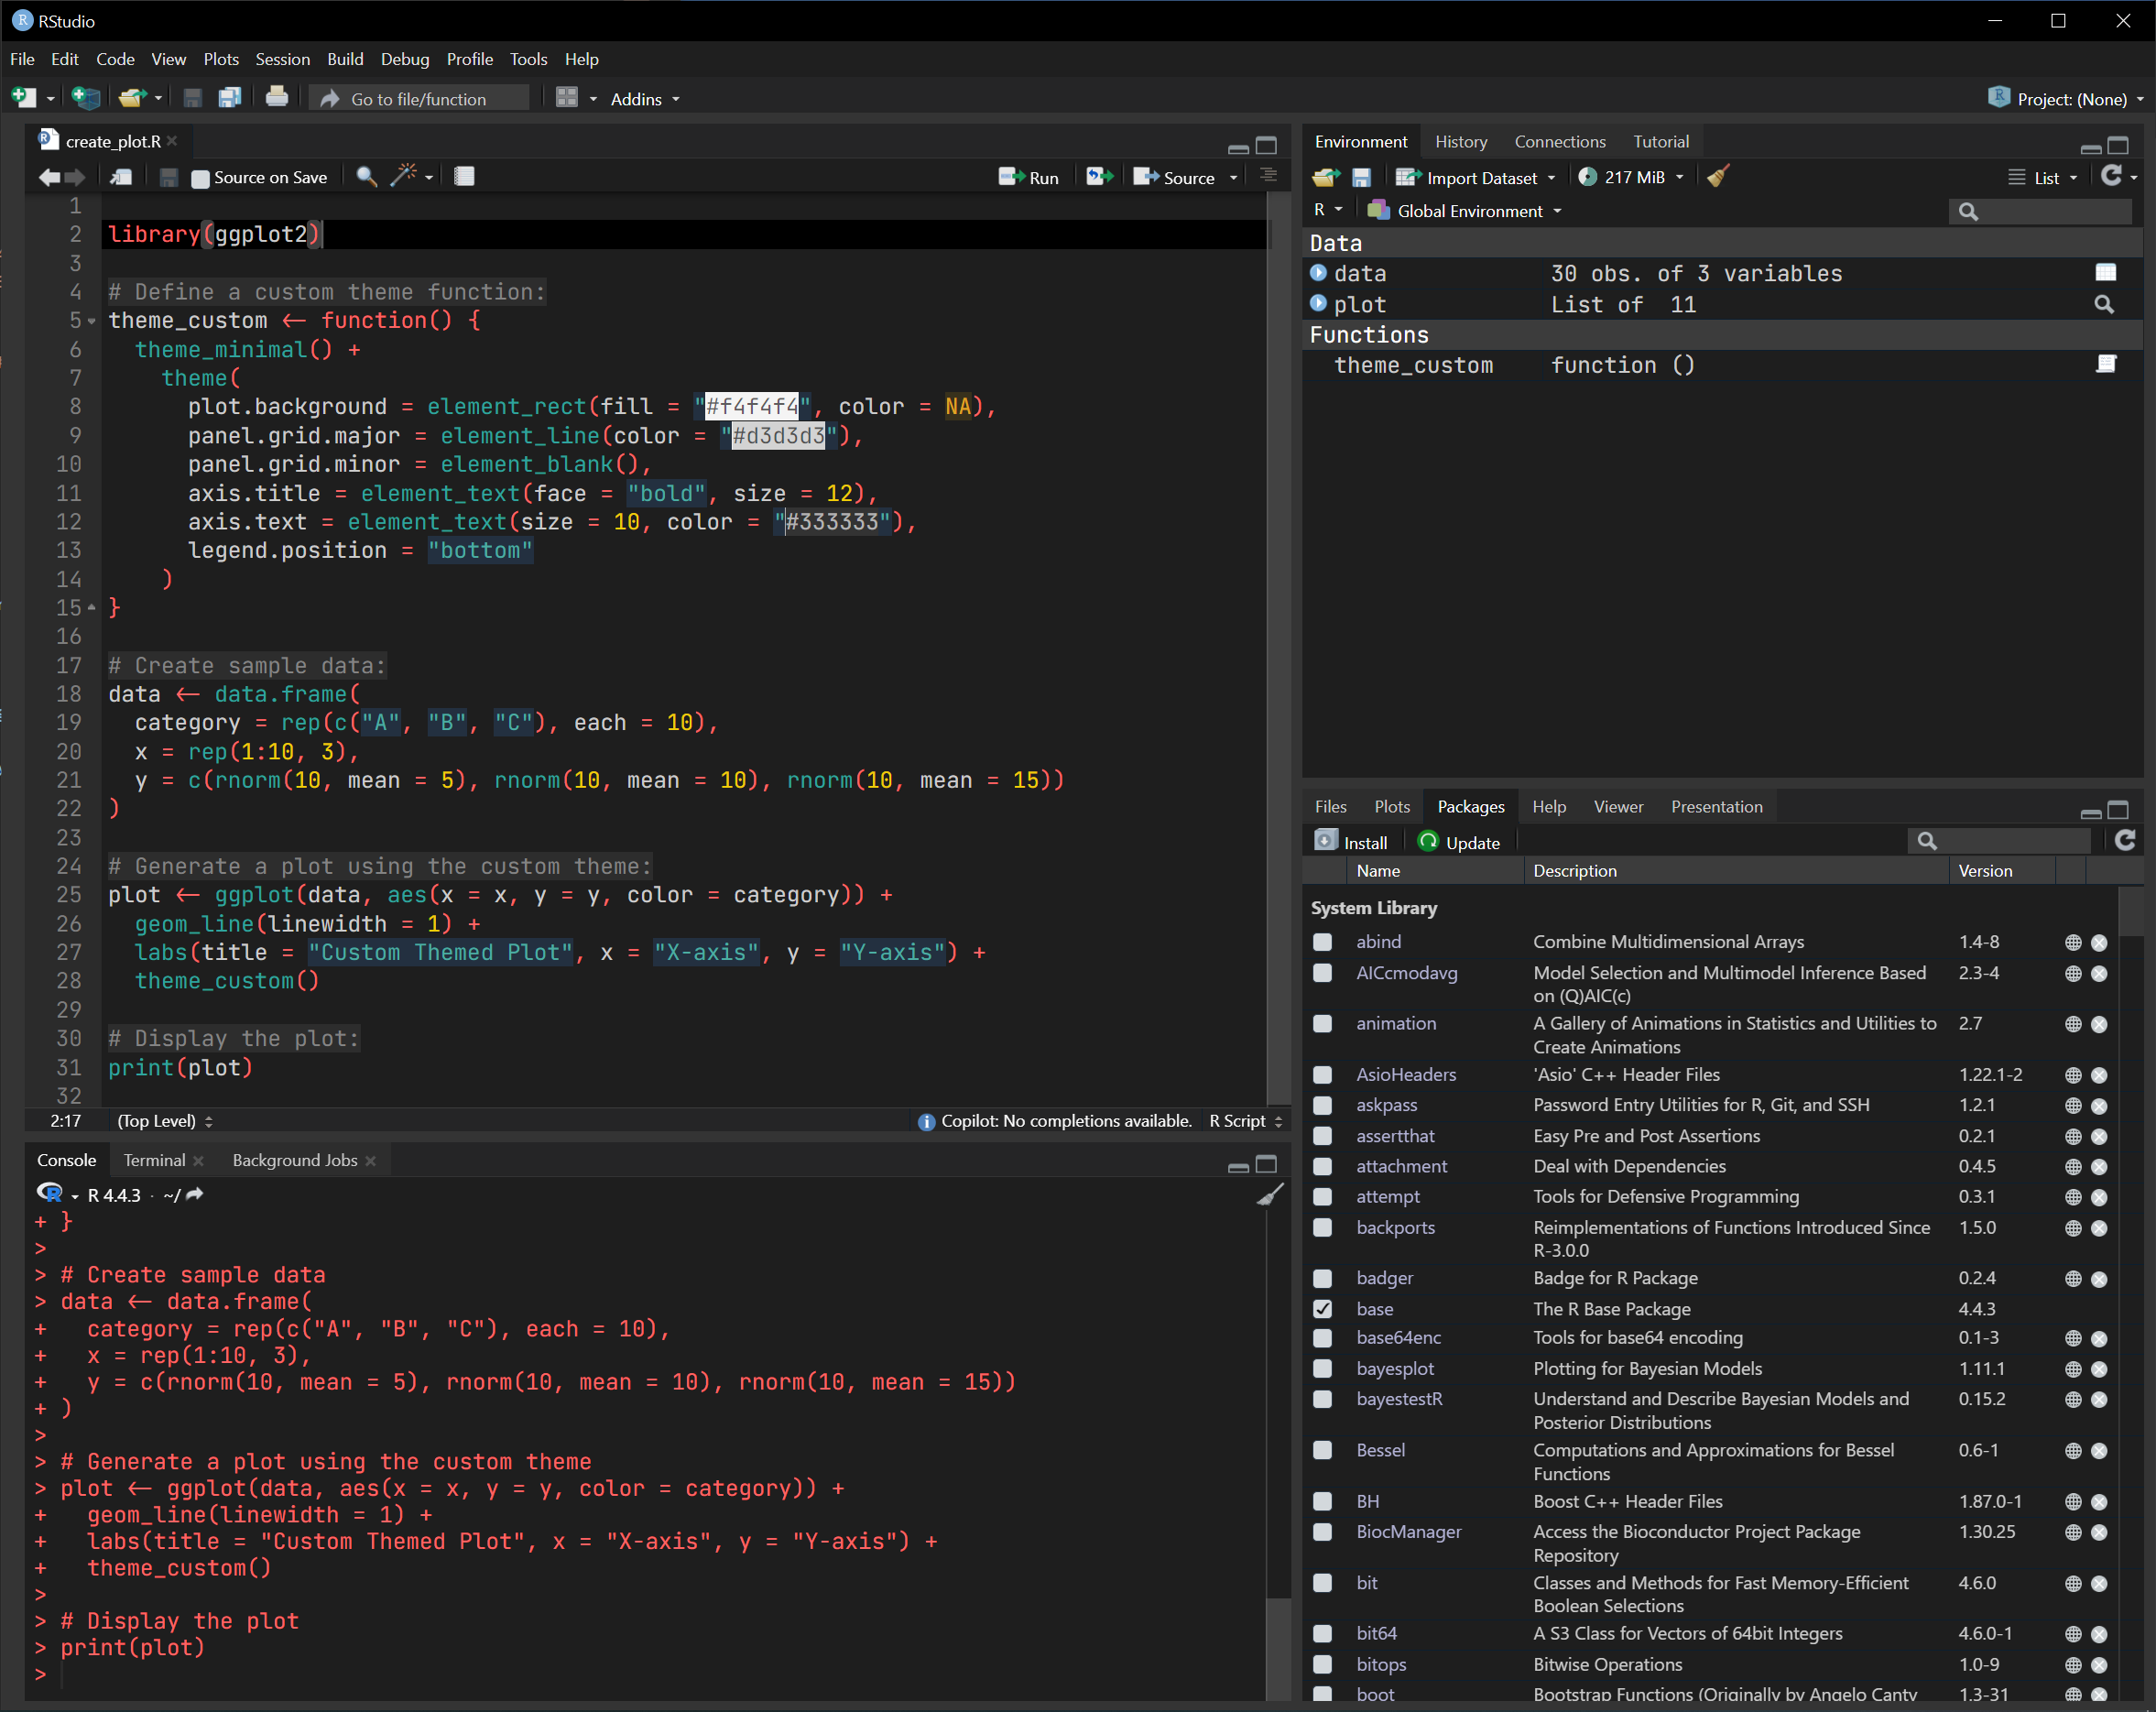 RStudio
File Edit Code View Plots Session Build Debug Profile Tools Help
Go to file/function Addins Project: (None)
create_plot.R
Source on Save Run Source
1
2 library(ggplot2)
3
4 # Define a custom theme function:
5 theme_custom <- function() {
6 theme_minimal() +
7 theme(
8 plot.background = element_rect(fill = "#f4f4f4", color = NA),
9 panel.grid.major = element_line(color = "#d3d3d3"),
10 panel.grid.minor = element_blank(),
11 axis.title = element_text(face = "bold", size = 12),
12 axis.text = element_text(size = 10, color = "#333333"),
13 legend.position = "bottom"
14 )
15 }
16
17 # Create sample data:
18 data <- data.frame(
19 category = rep(c("A", "B", "C"), each = 10),
20 x = rep(1:10, 3),
21 y = c(rnorm(10, mean = 5), rnorm(10, mean = 10), rnorm(10, mean = 15))
22 )
23
24 # Generate a plot using the custom theme:
25 plot <- ggplot(data, aes(x = x, y = y, color = category)) +
26 geom_line(linewidth = 1) +
27 labs(title = "Custom Themed Plot", x = "X-axis", y = "Y-axis") +
28 theme_custom()
29
30 # Display the plot:
31 print(plot)
32
2:17 (Top Level) Copilot: No completions available. R Script
Console Terminal Background Jobs
R 4.4.3 · ~/
+ }
>
> # Create sample data
> data <- data.frame(
+ category = rep(c("A", "B", "C"), each = 10),
+ x = rep(1:10, 3),
+ y = c(rnorm(10, mean = 5), rnorm(10, mean = 10), rnorm(10, mean = 15))
+ )
>
> # Generate a plot using the custom theme
> plot <- ggplot(data, aes(x = x, y = y, color = category)) +
+ geom_line(linewidth = 1) +
+ labs(title = "Custom Themed Plot", x = "X-axis", y = "Y-axis") +
+ theme_custom()
>
> # Display the plot
> print(plot)
>
Environment History Connections Tutorial
Import Dataset 217 MiB List
R Global Environment
Data
data 30 obs. of 3 variables
plot List of 11
Functions
theme_custom function ()
Files Plots Packages Help Viewer Presentation
Install Update
Name Description Version
System Library
abind Combine Multidimensional Arrays 1.4-8
AICcmodavg Model Selection and Multimodel Inference Based 2.3-4
on (Q)AIC(c)
animation A Gallery of Animations in Statistics and Utilities to 2.7
Create Animations
AsioHeaders 'Asio' C++ Header Files 1.22.1-2
askpass Password Entry Utilities for R, Git, and SSH 1.2.1
assertthat Easy Pre and Post Assertions 0.2.1
attachment Deal with Dependencies 0.4.5
attempt Tools for Defensive Programming 0.3.1
backports Reimplementations of Functions Introduced Since 1.5.0
R-3.0.0
badger Badge for R Package 0.2.4
base The R Base Package 4.4.3
base64enc Tools for base64 encoding 0.1-3
bayesplot Plotting for Bayesian Models 1.11.1
bayestestR Understand and Describe Bayesian Models and 0.15.2
Posterior Distributions
Bessel Computations and Approximations for Bessel 0.6-1
Functions
BH Boost C++ Header Files 1.87.0-1
BiocManager Access the Bioconductor Project Package 1.30.25
Repository
bit Classes and Methods for Fast Memory-Efficient 4.6.0
Boolean Selections
bit64 A S3 Class for Vectors of 64bit Integers 4.6.0-1
bitops Bitwise Operations 1.0-9
boot Bootstrap Functions (Originally by Angelo Canty 1.3-31